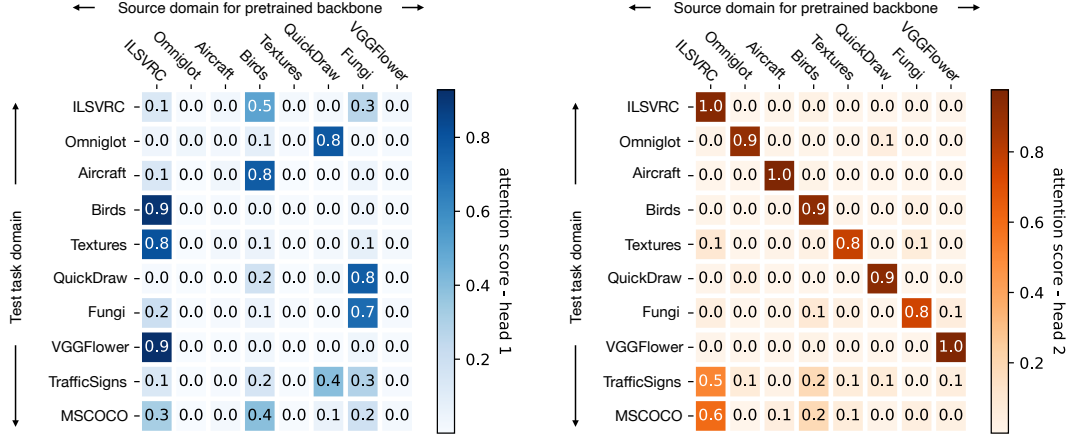 Source domain for pretrained backbone
ILSVRC
Omniglot
Aircraft
Birds
Textures
QuickDraw
Fungi
VGGFlower
Test task domain
ILSVRC 0.1 0.0 0.0 0.5 0.0 0.0 0.3 0.0
Omniglot 0.0 0.0 0.0 0.1 0.0 0.8 0.0 0.0
Aircraft 0.1 0.0 0.0 0.8 0.0 0.0 0.0 0.0
Birds 0.9 0.0 0.0 0.0 0.0 0.0 0.0 0.0
Textures 0.8 0.0 0.0 0.1 0.0 0.0 0.1 0.0
QuickDraw 0.0 0.0 0.0 0.2 0.0 0.0 0.8 0.0
Fungi 0.2 0.0 0.0 0.1 0.0 0.0 0.7 0.0
VGGFlower 0.9 0.0 0.0 0.0 0.0 0.0 0.0 0.0
TrafficSigns 0.1 0.0 0.0 0.2 0.0 0.4 0.3 0.0
MSCOCO 0.3 0.0 0.0 0.4 0.0 0.1 0.2 0.0
0.8
0.6
0.4
0.2
attention score - head 1
Source domain for pretrained backbone
ILSVRC
Omniglot
Aircraft
Birds
Textures
QuickDraw
Fungi
VGGFlower
Test task domain
ILSVRC 1.0 0.0 0.0 0.0 0.0 0.0 0.0 0.0
Omniglot 0.0 0.9 0.0 0.0 0.0 0.1 0.0 0.0
Aircraft 0.0 0.0 1.0 0.0 0.0 0.0 0.0 0.0
Birds 0.0 0.0 0.0 0.9 0.0 0.0 0.0 0.0
Textures 0.1 0.0 0.0 0.0 0.8 0.0 0.1 0.0
QuickDraw 0.0 0.0 0.0 0.0 0.0 0.9 0.0 0.0
Fungi 0.0 0.0 0.0 0.1 0.0 0.0 0.8 0.1
VGGFlower 0.0 0.0 0.0 0.0 0.0 0.0 0.0 1.0
TrafficSigns 0.5 0.1 0.0 0.2 0.1 0.1 0.0 0.1
MSCOCO 0.6 0.0 0.1 0.2 0.1 0.0 0.0 0.0
0.8
0.6
0.4
0.2
attention score - head 2